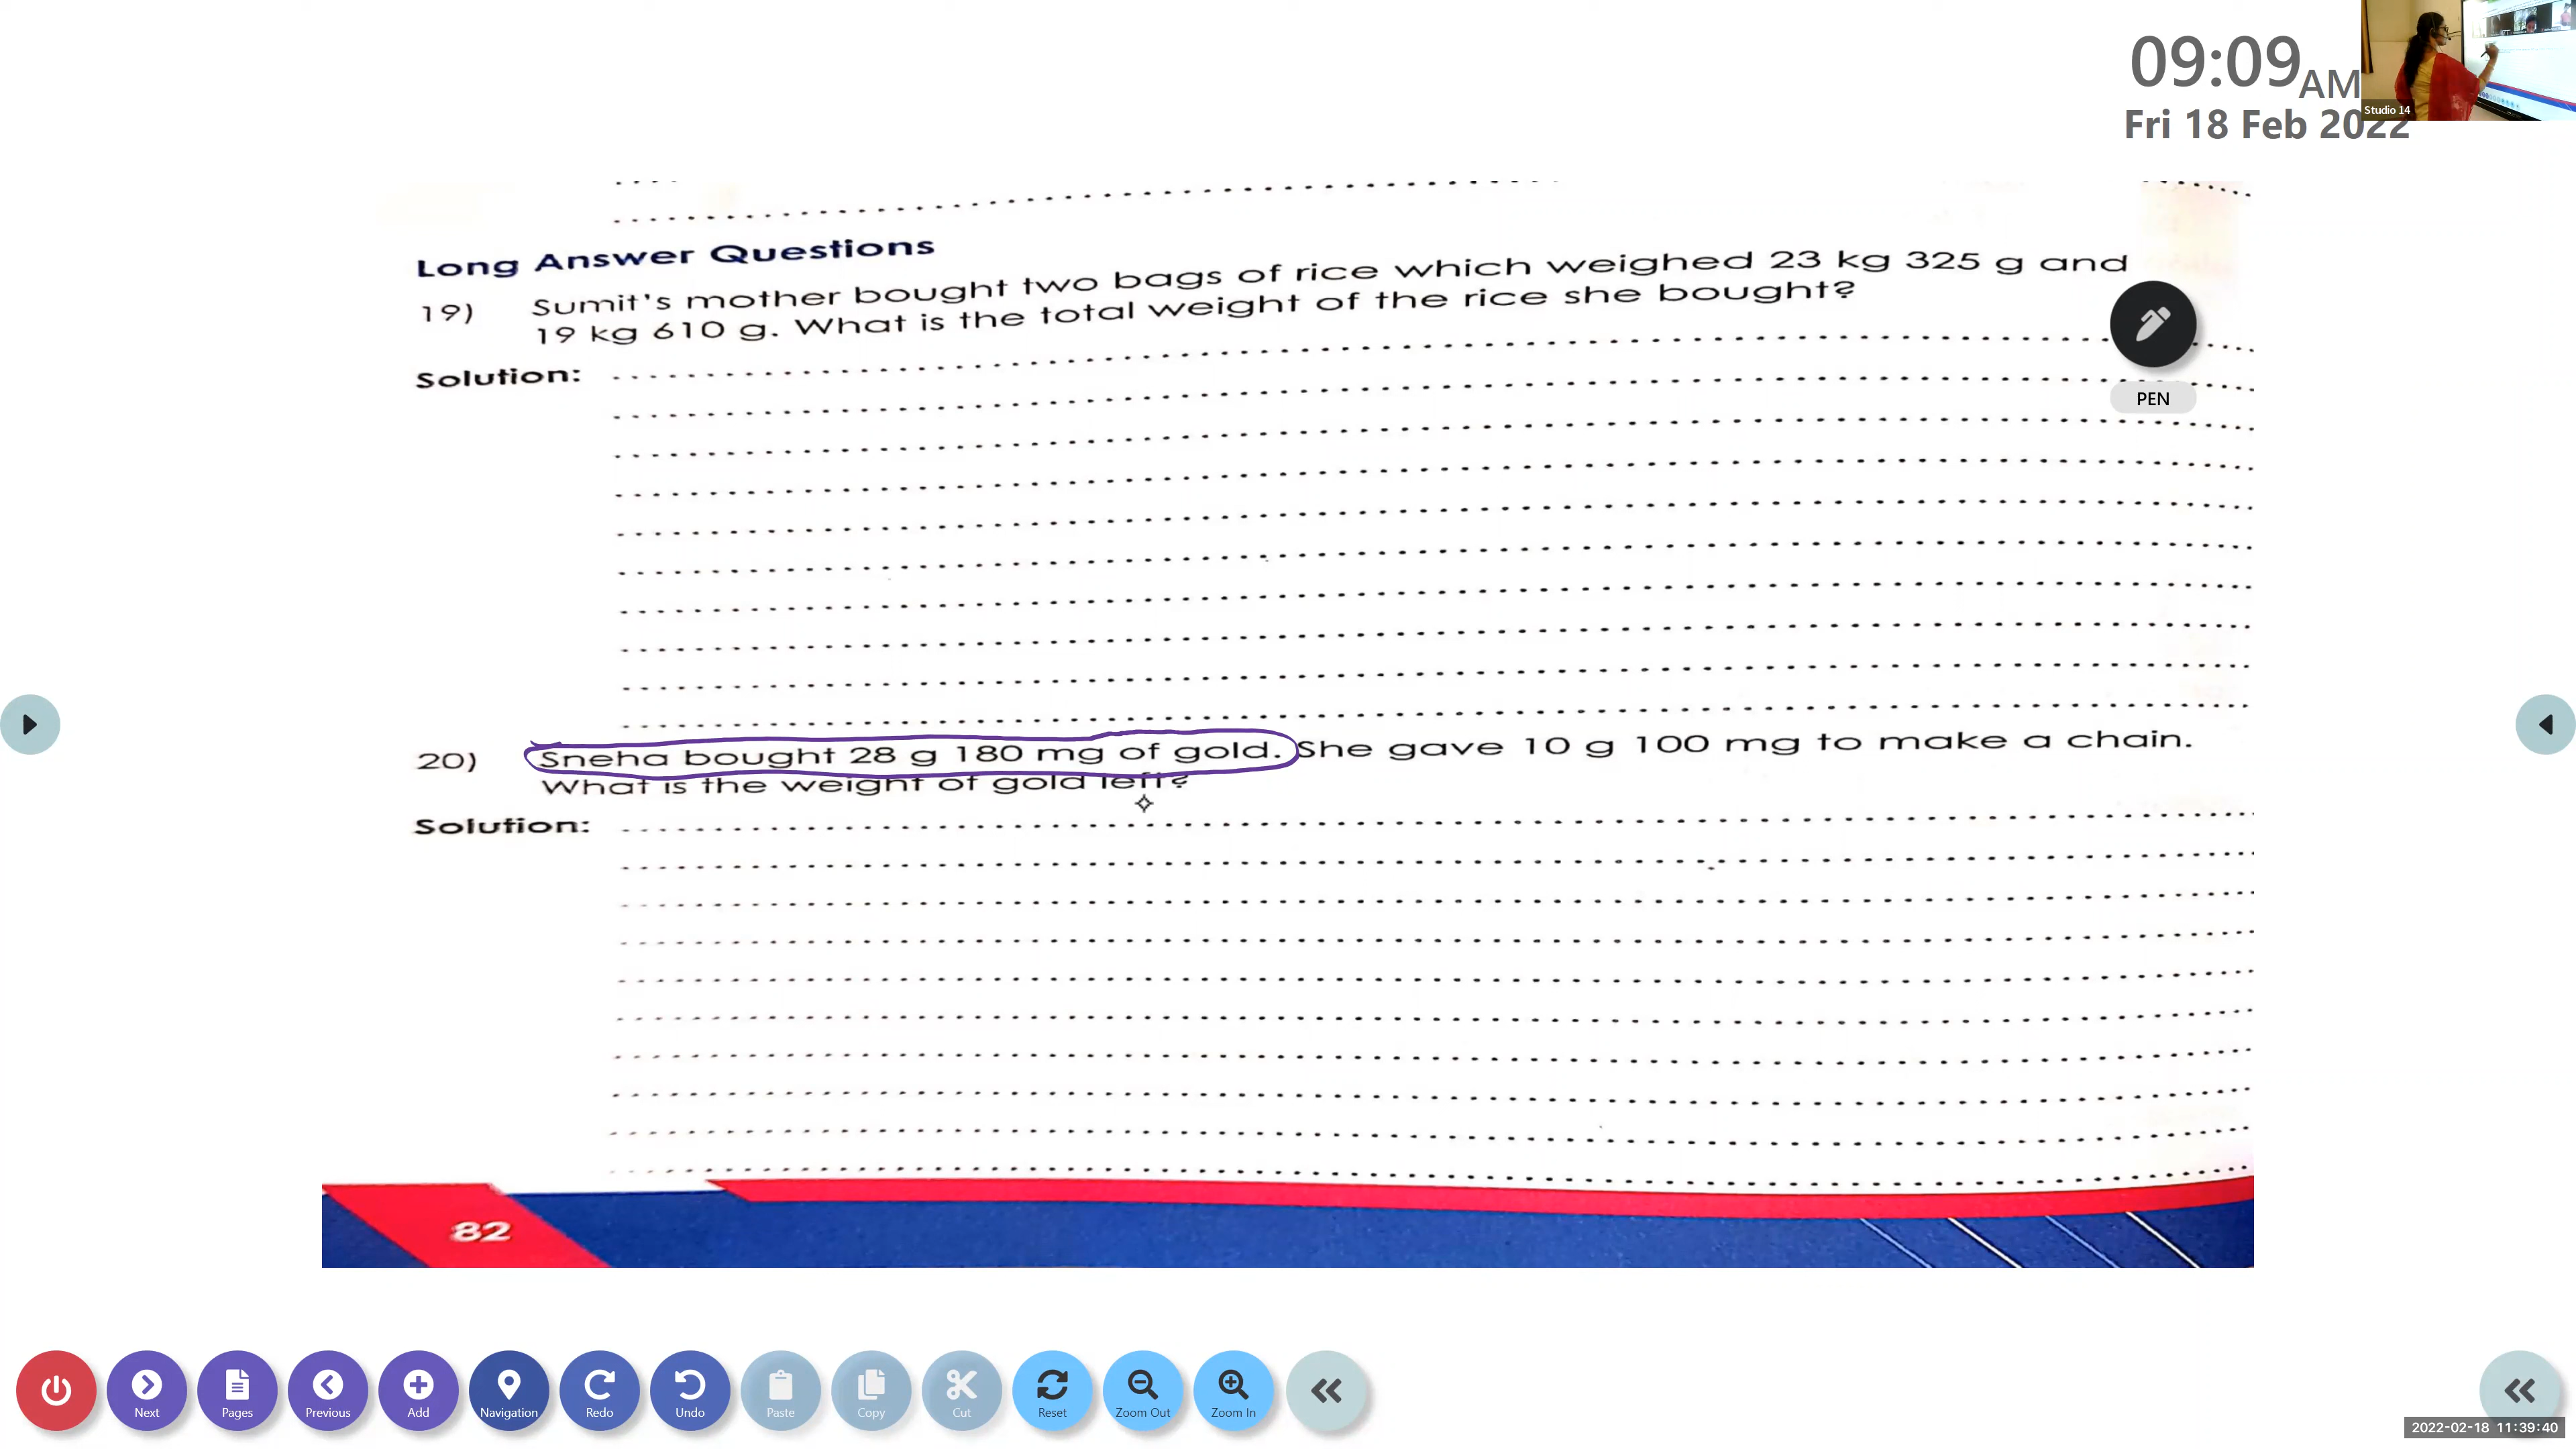 09:09AM
Fri 18 Feb 2022
Studio 14
Long Answer Questions
19) Sumit's mother bought two bags of rice which weighed 23 kg 325 g and
19 kg 610 g. What is the total weight of the rice she bought?
Solution:
PEN
20) Sneha bought 28 g 180 mg of gold. She gave 10 g 100 mg to make a chain.
What is the weight of gold left?
Solution:
82
Next
Pages
Previous
Add
Navigation
Redo
Undo
Paste
Copy
Cut
Reset
Zoom Out
Zoom In
2022-02-18 11:39:40